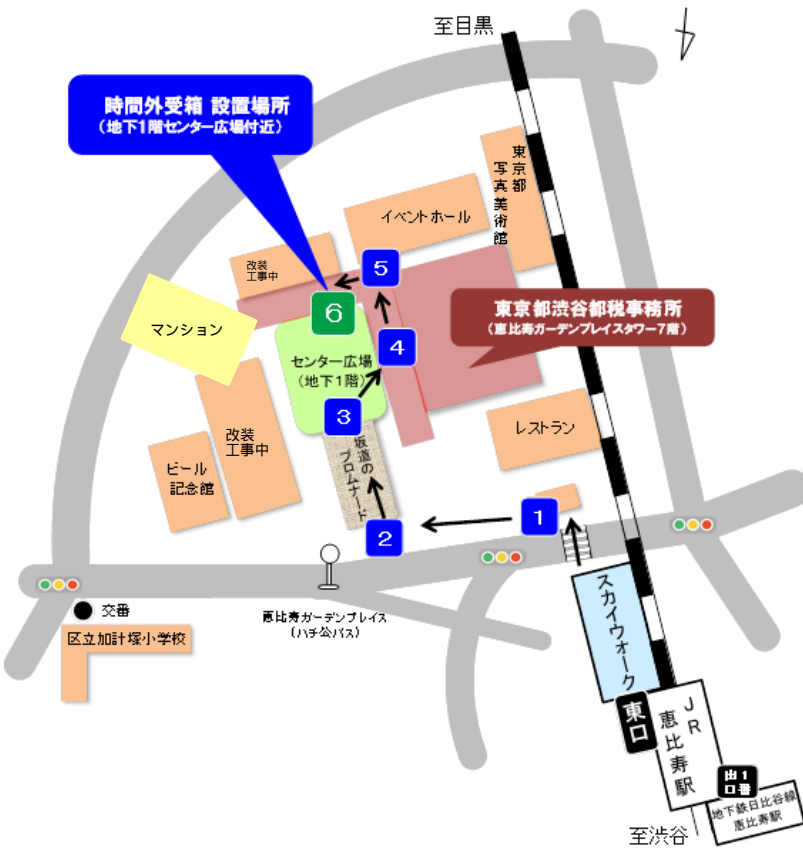 至目黒
時間外受箱 設置場所
(地下1階センター広場付近)
東京都
写真美術館
イベントホール
改装
工事中
5
6
東京都渋谷都税事務所
(恵比寿ガーデンプレイスタワー7階)
マンション
4
センター広場
(地下1階)
3
レストラン
改装
工事中
坂道の
プロムナード
ビール
記念館
1
2
スカイウォーク
交番
恵比寿ガーデンプレイス
(ハチ公バス)
区立加計塚小学校
東口
JR
恵比寿駅
出口
1番
地下鉄日比谷線
恵比寿駅
至渋谷